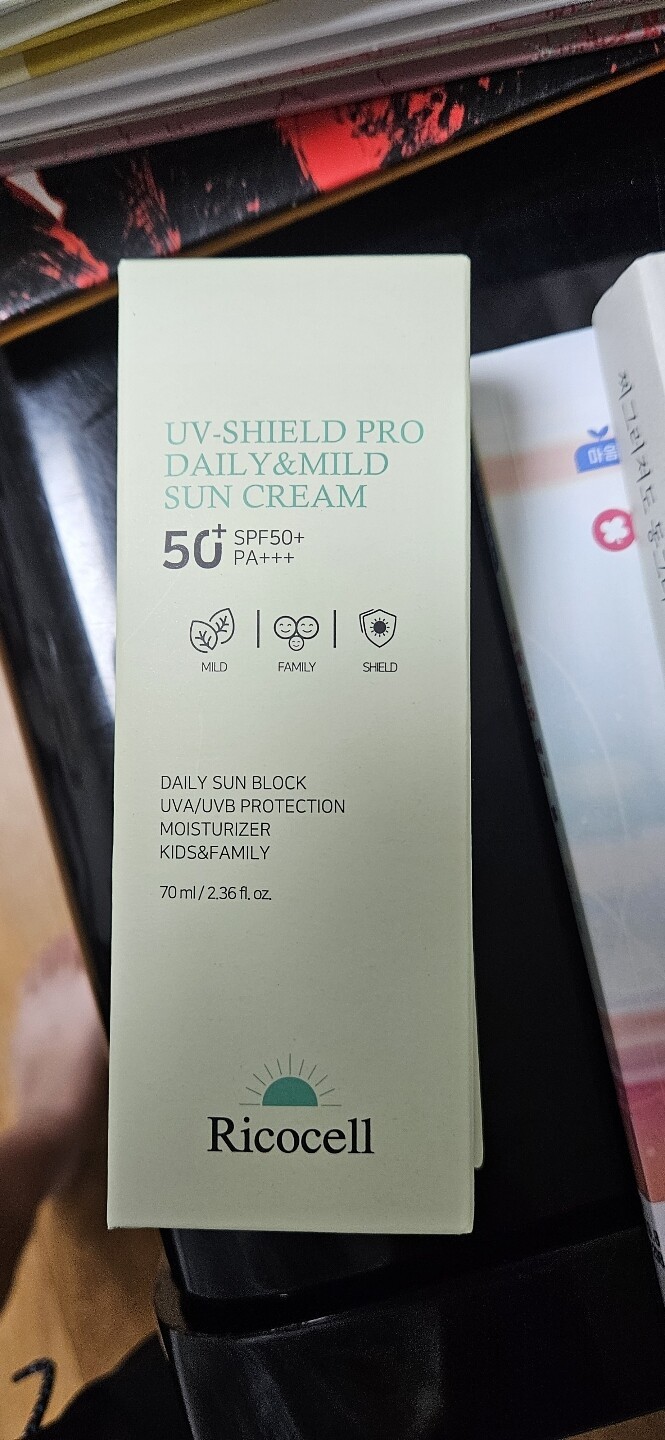 UV-SHIELD PRO
DAILY&MILD
SUN CREAM
50+ SPF50+
PA+++
MILD
FAMILY
SHIELD
DAILY SUN BLOCK
UVA/UVB PROTECTION
MOISTURIZER
KIDS&FAMILY
70 ml / 2.36 fl. oz.
Ricocell